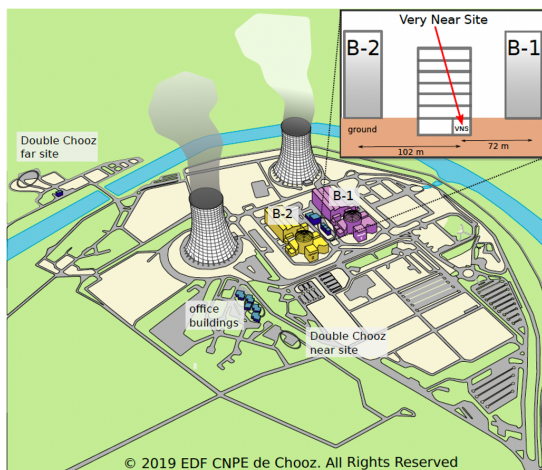 Very Near Site
B-2
B-1
VNS
ground
102 m
72 m
Double Chooz
far site
B-1
B-2
office
buildings
Double Chooz
near site
© 2019 EDF CNPE de Chooz. All Rights Reserved